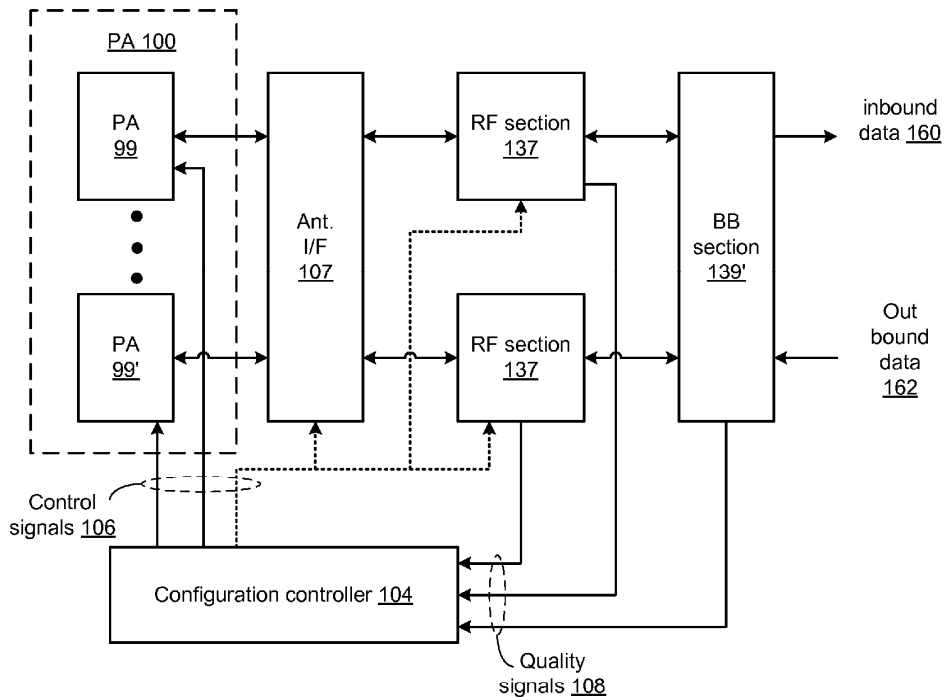 PA 100
PA
99
PA
99'
Ant.
I/F
107
RF section
137
RF section
137
BB
section
139'
inbound
data 160
Out
bound
data
162
Control
signals 106
Configuration controller 104
Quality
signals 108